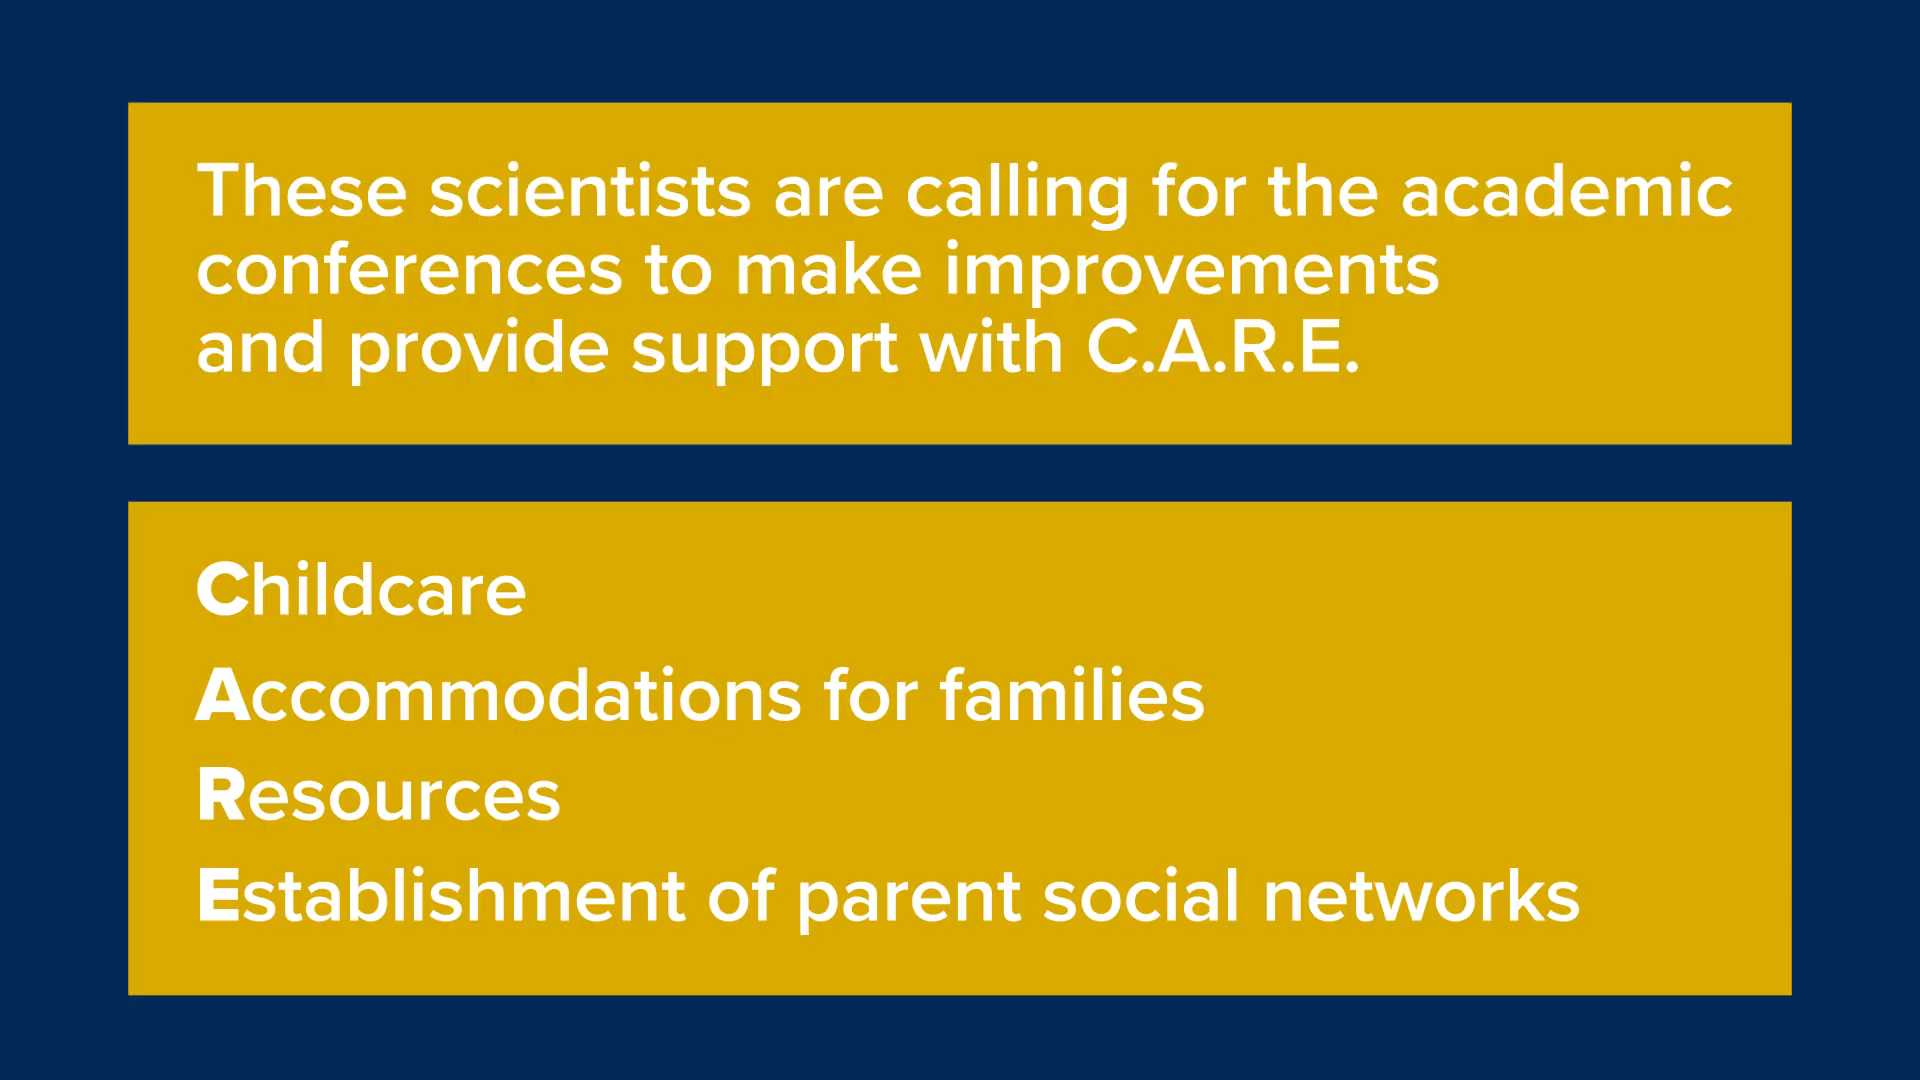 These scientists are calling for the academic
conferences to make improvements
and provide support with C.A.R.E.
Childcare
Accommodations for families
Resources
Establishment of parent social networks